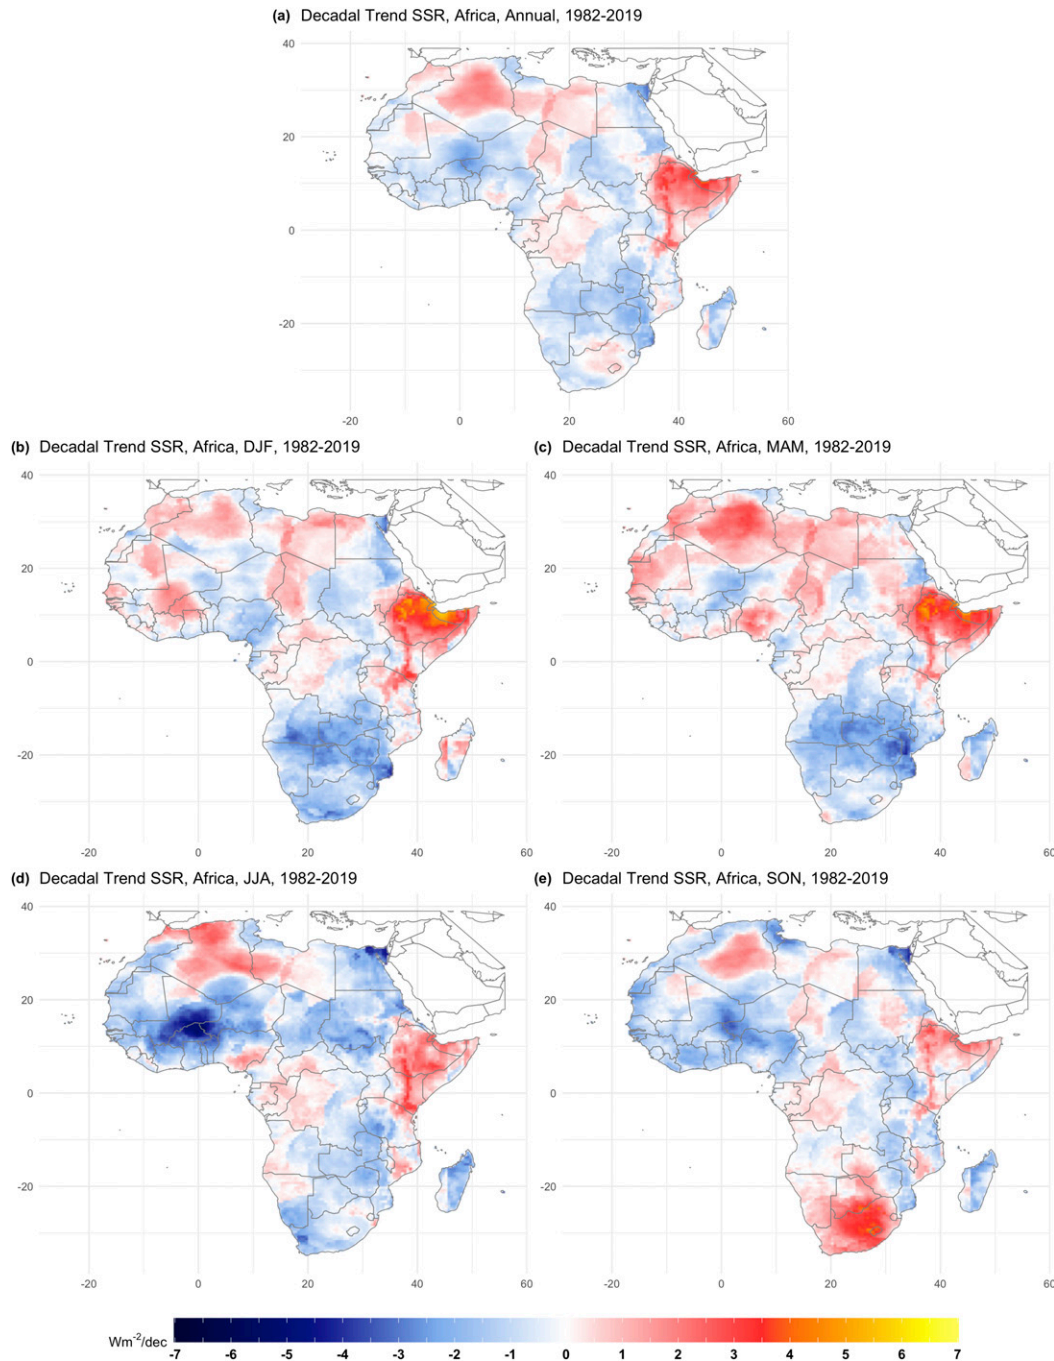 (a) Decadal Trend SSR, Africa, Annual, 1982-2019
40
20
0
-20
-20 0 20 40 60
(b) Decadal Trend SSR, Africa, DJF, 1982-2019
40
20
0
-20
-20 0 20 40 60
(c) Decadal Trend SSR, Africa, MAM, 1982-2019
40
20
0
-20
-20 0 20 40 60
(d) Decadal Trend SSR, Africa, JJA, 1982-2019
40
20
0
-20
-20 0 20 40 60
(e) Decadal Trend SSR, Africa, SON, 1982-2019
40
20
0
-20
-20 0 20 40 60
Wm⁻²/dec
-7 -6 -5 -4 -3 -2 -1 0 1 2 3 4 5 6 7